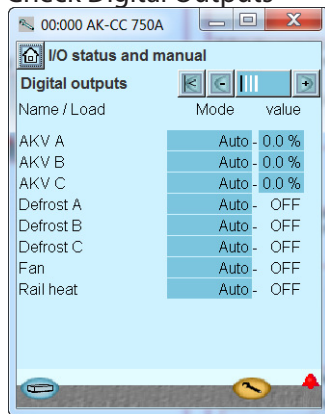 Check Digital Outputs
00:000 AK-CC 750A
I/O status and manual
Digital outputs
Name / Load Mode value
AKV A Auto - 0.0 %
AKV B Auto - 0.0 %
AKV C Auto - 0.0 %
Defrost A Auto - OFF
Defrost B Auto - OFF
Defrost C Auto - OFF
Fan Auto - OFF
Rail heat Auto - OFF